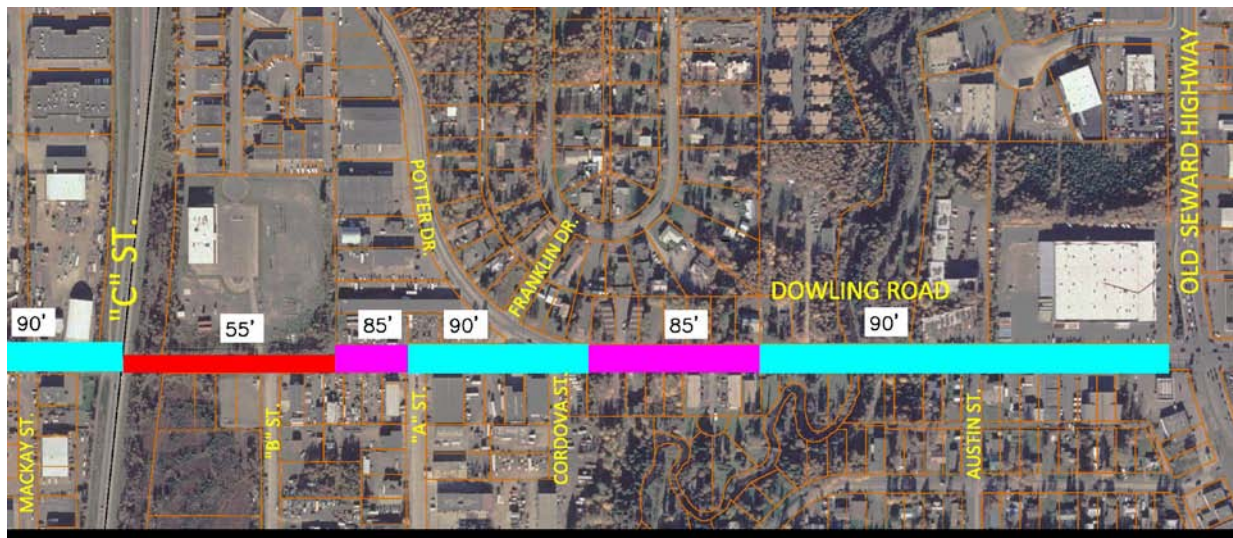 OLD SEWARD HIGHWAY
POTTER DR.
"C" ST.
FRANKLIN DR.
DOWLING ROAD
90'
55'
85'
90'
85'
90'
MACKAY ST.
"B" ST.
"A" ST.
CORDOVA ST.
AUSTIN ST.